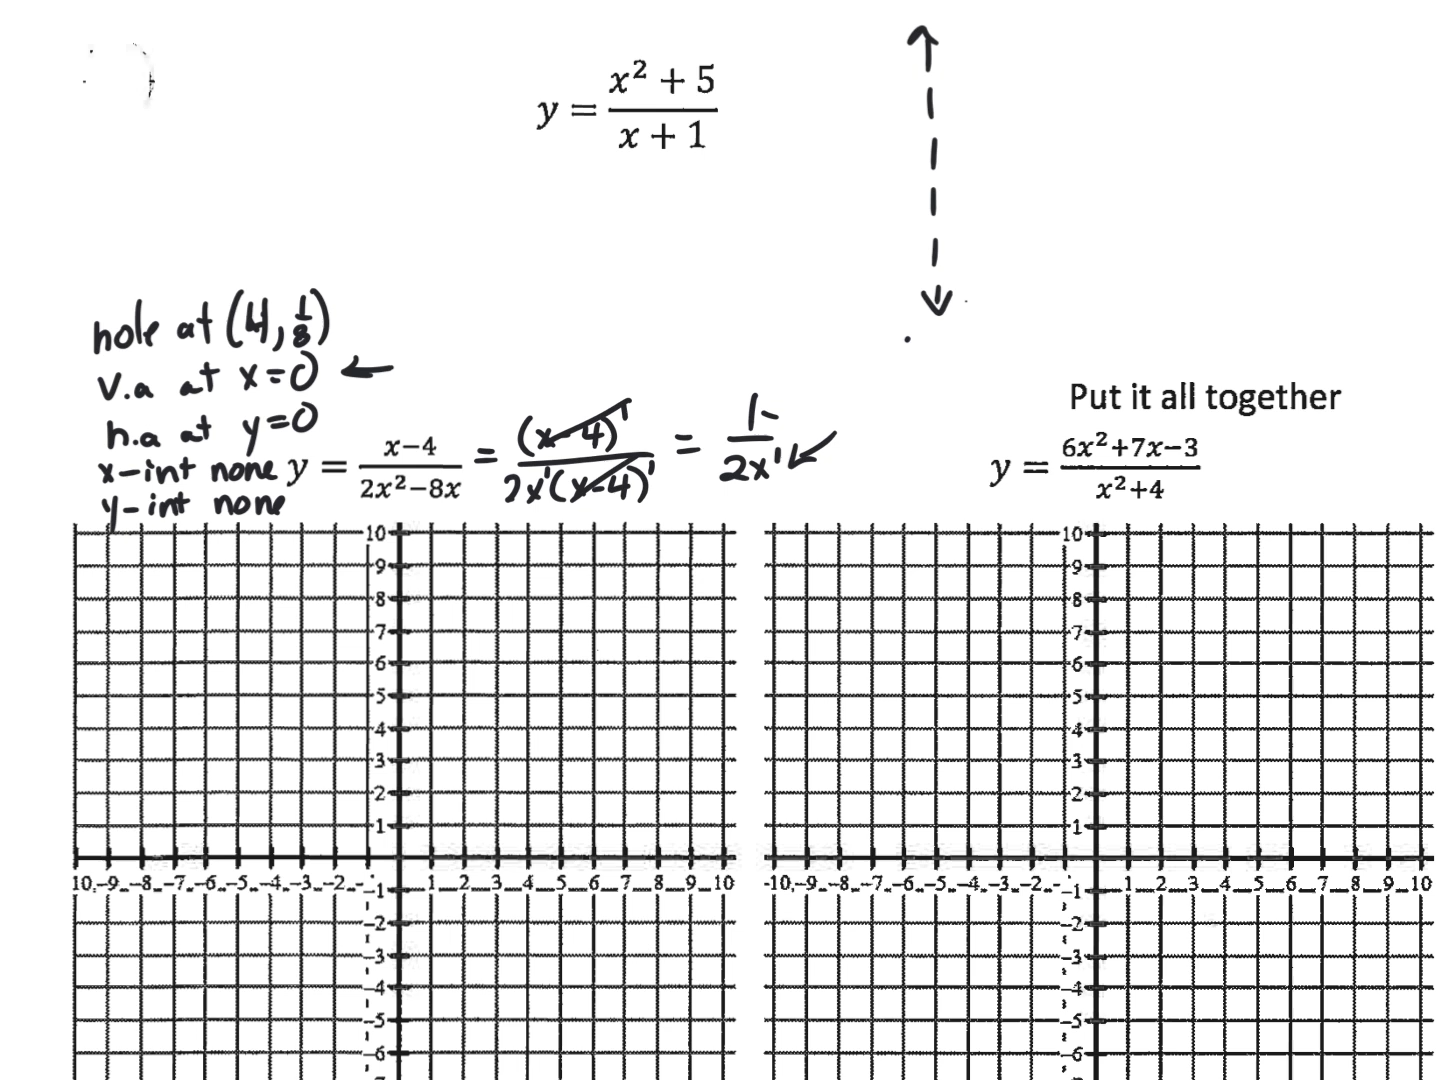 y = (x² + 5)/(x + 1)
hole at (4, 1/8)
v.a at x=0 ←
h.a at y=0
x-int none
y-int none
y = (x−4)/(2x²−8x) = (x-4)¹/2x¹(x-4)¹ = 1/2x¹
Put it all together
y = (6x²+7x−3)/(x²+4)
10 10
9 9
8 8
7 7
6 6
5 5
4 4
3 3
2 2
1 1
10,-9 -8 -7 -6 -5 -4 -3 -2 - 1 2 3 4 5 6 7 8 9 10 -10,-9 -8 -7 -6 -5 -4 -3 -2 - 1 2 3 4 5 6 7 8 9 10
-1 -1
-2 -2
-3 -3
-4 -4
-5 -5
-6 -6